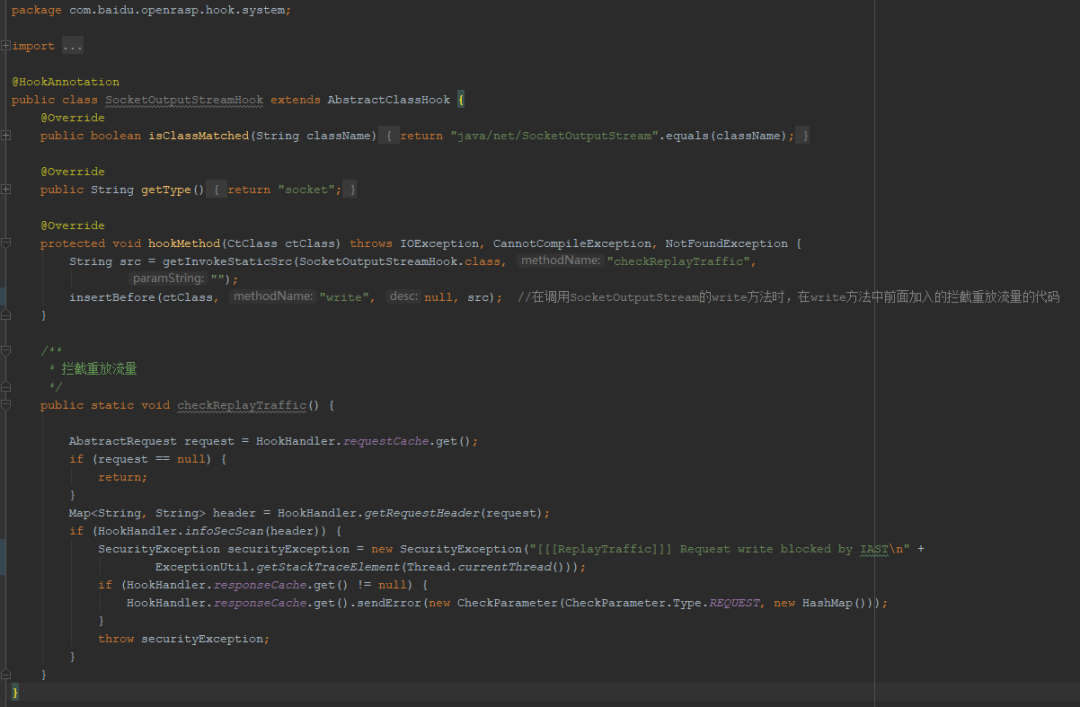 package com.baidu.openrasp.hook.system;
import ...
@HookAnnotation
public class SocketOutputStreamHook extends AbstractClassHook {
@Override
public boolean isClassMatched(String className) { return "java/net/SocketOutputStream".equals(className); }
@Override
public String getType() { return "socket"; }
@Override
protected void hookMethod(CtClass ctClass) throws IOException, CannotCompileException, NotFoundException {
String src = getInvokeStaticSrc(SocketOutputStreamHook.class, methodName: "checkReplayTraffic",
paramString: "");
insertBefore(ctClass, methodName: "write", desc: null, src); //在调用SocketOutputStream的write方法时，在write方法中前面加入的拦截重放流量的代码
}
/**
* 拦截重放流量
*/
public static void checkReplayTraffic() {
AbstractRequest request = HookHandler.requestCache.get();
if (request == null) {
return;
}
Map<String, String> header = HookHandler.getRequestHeader(request);
if (HookHandler.infoSecScan(header)) {
SecurityException securityException = new SecurityException("[[[ReplayTraffic]]] Request write blocked by IAST\n" +
ExceptionUtil.getStackTraceElement(Thread.currentThread()));
if (HookHandler.responseCache.get() != null) {
HookHandler.responseCache.get().sendError(new CheckParameter(CheckParameter.Type.REQUEST, new HashMap()));
}
throw securityException;
}
}
}